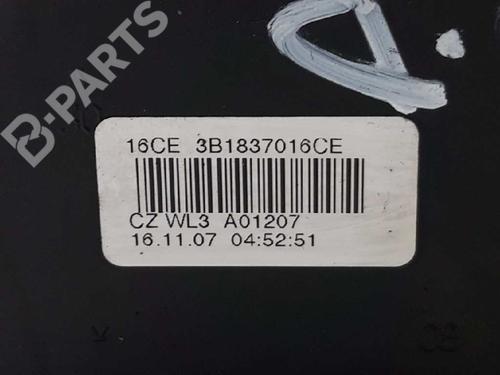 B-PARTS
16CE 3B1837016CE
CZ WL3 A01207
16.11.07 04:52:51
K